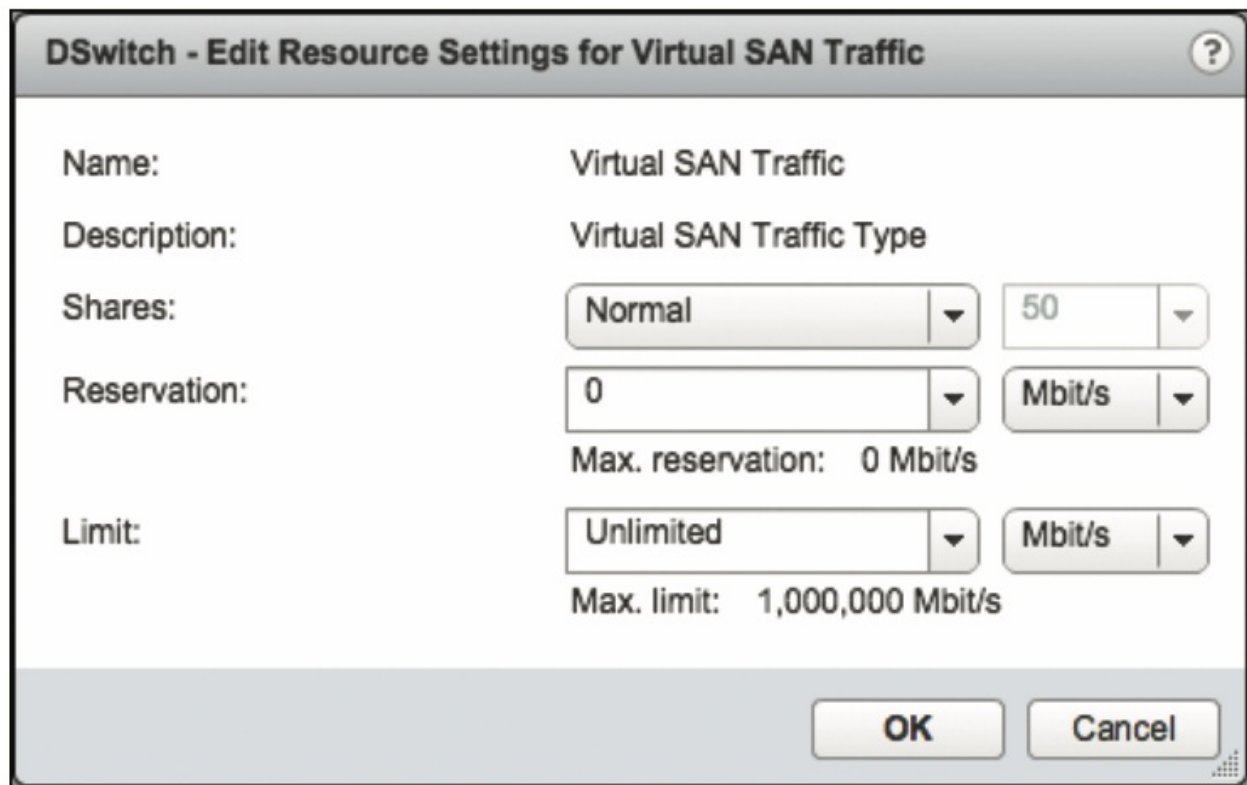 DSwitch - Edit Resource Settings for Virtual SAN Traffic ?
Name: Virtual SAN Traffic
Description: Virtual SAN Traffic Type
Shares: Normal 50
Reservation: 0 Mbit/s
Max. reservation: 0 Mbit/s
Limit: Unlimited Mbit/s
Max. limit: 1,000,000 Mbit/s
OK Cancel